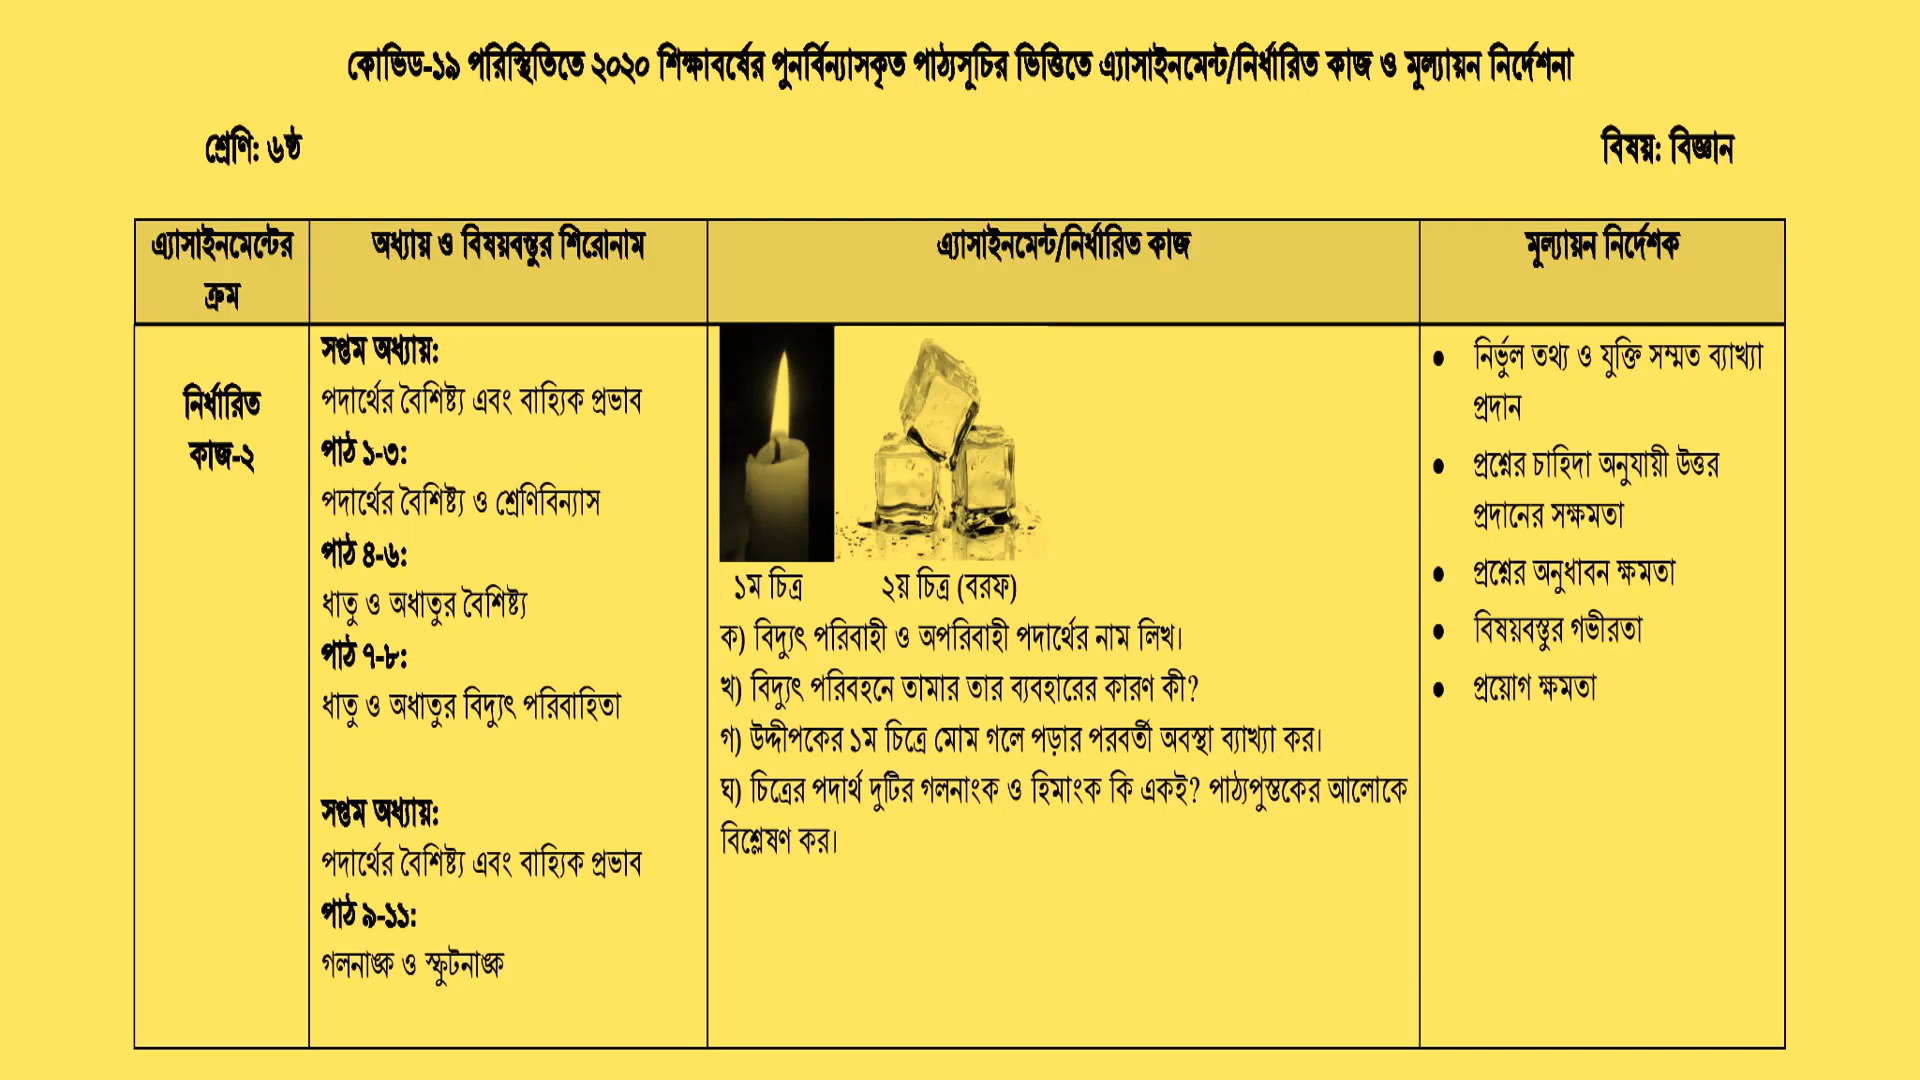 কোভিড-১৯ পরিস্থিতিতে ২০২০ শিক্ষাবর্ষের পুনর্বিন্যাসকৃত পাঠ্যসূচির ভিত্তিতে এ্যাসাইনমেন্ট/নির্ধারিত কাজ ও মূল্যায়ন নির্দেশনা
শ্রেণি: ৬ষ্ঠ
বিষয়: বিজ্ঞান
এ্যাসাইনমেন্টের
ক্রম
অধ্যায় ও বিষয়বস্তুর শিরোনাম
এ্যাসাইনমেন্ট/নির্ধারিত কাজ
মূল্যায়ন নির্দেশক
নির্ধারিত
কাজ-২
সপ্তম অধ্যায়:
পদার্থের বৈশিষ্ট্য এবং বাহ্যিক প্রভাব
পাঠ ১-৩:
পদার্থের বৈশিষ্ট্য ও শ্রেণিবিন্যাস
পাঠ ৪-৬:
ধাতু ও অধাতুর বৈশিষ্ট্য
পাঠ ৭-৮:
ধাতু ও অধাতুর বিদ্যুৎ পরিবাহিতা
সপ্তম অধ্যায়:
পদার্থের বৈশিষ্ট্য এবং বাহ্যিক প্রভাব
পাঠ ৯-১১:
গলনাঙ্ক ও স্ফুটনাঙ্ক
১ম চিত্র ২য় চিত্র (বরফ)
ক) বিদ্যুৎ পরিবাহী ও অপরিবাহী পদার্থের নাম লিখ।
খ) বিদ্যুৎ পরিবহনে তামার তার ব্যবহারের কারণ কী?
গ) উদ্দীপকের ১ম চিত্রে মোম গলে পড়ার পরবর্তী অবস্থা ব্যাখ্যা কর।
ঘ) চিত্রের পদার্থ দুটির গলনাংক ও হিমাংক কি একই? পাঠ্যপুস্তকের আলোকে
বিশ্লেষণ কর।
● নির্ভুল তথ্য ও যুক্তি সম্মত ব্যাখ্যা
প্রদান
● প্রশ্নের চাহিদা অনুযায়ী উত্তর
প্রদানের সক্ষমতা
● প্রশ্নের অনুধাবন ক্ষমতা
● বিষয়বস্তুর গভীরতা
● প্রয়োগ ক্ষমতা